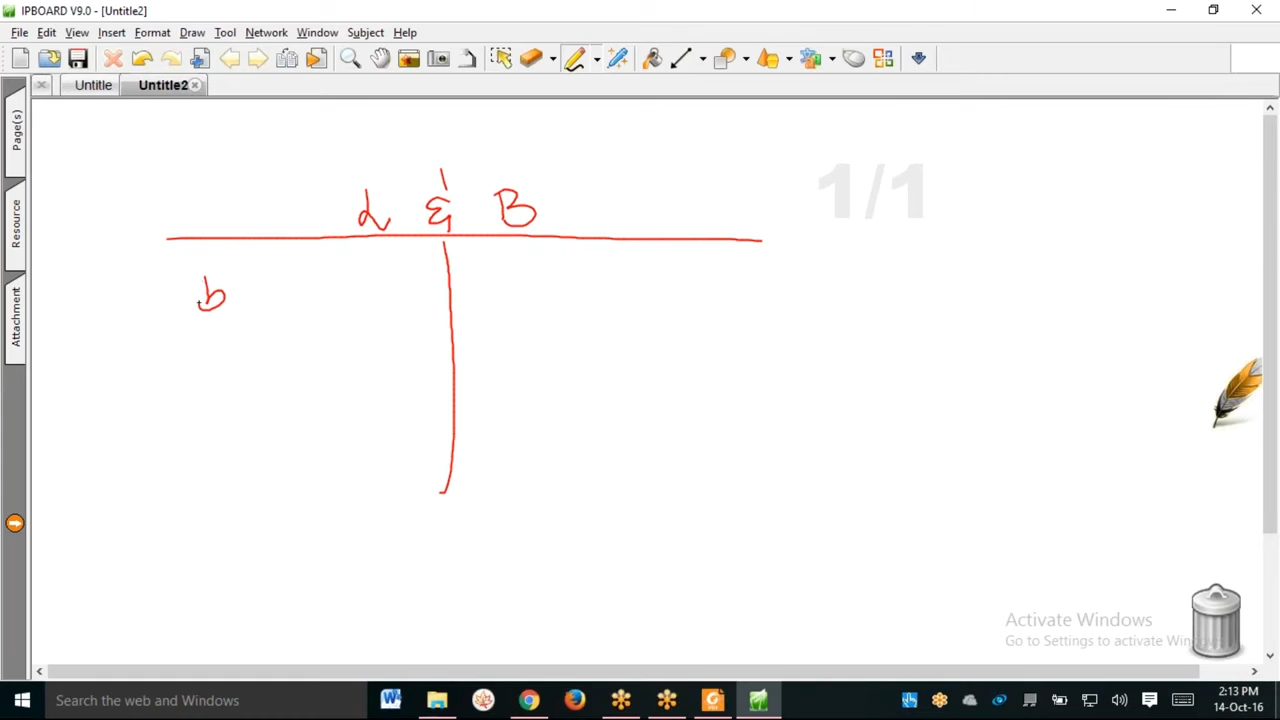 IPBOARD V9.0 - [Untitle2]
File Edit View Insert Format Draw Tool Network Window Subject Help
Untitle Untitle2
Page(s)
Resource
Attachment
1/1
L & B
b
Activate Windows
Go to Settings to activate Win
Search the web and Windows
2:13 PM
14-Oct-16